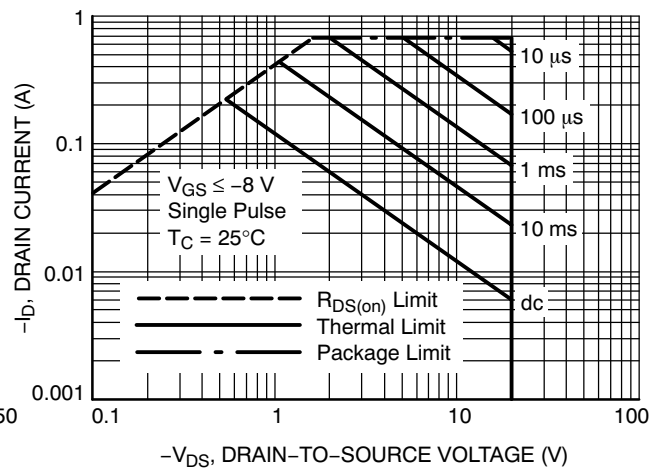 1
0.1
0.01
0.001
-I_D, DRAIN CURRENT (A)
10 μs
100 μs
1 ms
10 ms
dc
V_GS ≤ -8 V
Single Pulse
T_C = 25°C
R_DS(on) Limit
Thermal Limit
Package Limit
50
0.1
1
10
100
-V_DS, DRAIN-TO-SOURCE VOLTAGE (V)